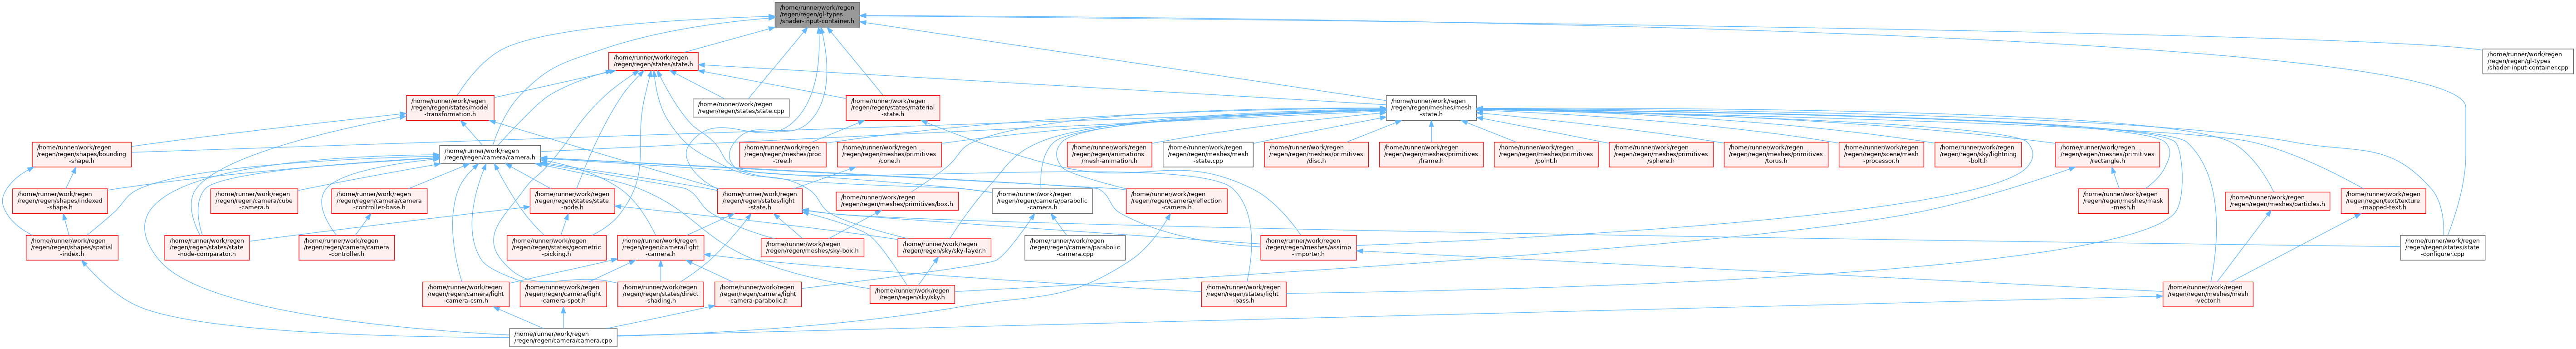 /home/runner/work/regen
/regen/regen/gl-types
/shader-input-container.h
/home/runner/work/regen
/regen/regen/states/state.h
/home/runner/work/regen
/regen/regen/gl-types
/shader-input-container.cpp
/home/runner/work/regen
/regen/regen/states/model
-transformation.h
/home/runner/work/regen
/regen/regen/states/state.cpp
/home/runner/work/regen
/regen/regen/states/material
-state.h
/home/runner/work/regen
/regen/regen/meshes/mesh
-state.h
/home/runner/work/regen
/regen/regen/shapes/bounding
-shape.h
/home/runner/work/regen
/regen/regen/camera/camera.h
/home/runner/work/regen
/regen/regen/meshes/proc
-tree.h
/home/runner/work/regen
/regen/regen/meshes/primitives
/cone.h
/home/runner/work/regen
/regen/regen/animations
/mesh-animation.h
/home/runner/work/regen
/regen/regen/meshes/mesh
-state.cpp
/home/runner/work/regen
/regen/regen/meshes/primitives
/disc.h
/home/runner/work/regen
/regen/regen/meshes/primitives
/frame.h
/home/runner/work/regen
/regen/regen/meshes/primitives
/point.h
/home/runner/work/regen
/regen/regen/meshes/primitives
/sphere.h
/home/runner/work/regen
/regen/regen/meshes/primitives
/torus.h
/home/runner/work/regen
/regen/regen/scene/mesh
-processor.h
/home/runner/work/regen
/regen/regen/sky/lightning
-bolt.h
/home/runner/work/regen
/regen/regen/meshes/primitives
/rectangle.h
/home/runner/work/regen
/regen/regen/shapes/indexed
-shape.h
/home/runner/work/regen
/regen/regen/camera/cube
-camera.h
/home/runner/work/regen
/regen/regen/camera/camera
-controller-base.h
/home/runner/work/regen
/regen/regen/states/state
-node.h
/home/runner/work/regen
/regen/regen/states/light
-state.h
/home/runner/work/regen
/regen/regen/meshes/primitives/box.h
/home/runner/work/regen
/regen/regen/camera/parabolic
-camera.h
/home/runner/work/regen
/regen/regen/camera/reflection
-camera.h
/home/runner/work/regen
/regen/regen/meshes/mask
-mesh.h
/home/runner/work/regen
/regen/regen/meshes/particles.h
/home/runner/work/regen
/regen/regen/text/texture
-mapped-text.h
/home/runner/work/regen
/regen/regen/shapes/spatial
-index.h
/home/runner/work/regen
/regen/regen/states/state
-node-comparator.h
/home/runner/work/regen
/regen/regen/camera/camera
-controller.h
/home/runner/work/regen
/regen/regen/states/geometric
-picking.h
/home/runner/work/regen
/regen/regen/camera/light
-camera.h
/home/runner/work/regen
/regen/regen/meshes/sky-box.h
/home/runner/work/regen
/regen/regen/sky/sky-layer.h
/home/runner/work/regen
/regen/regen/camera/parabolic
-camera.cpp
/home/runner/work/regen
/regen/regen/meshes/assimp
-importer.h
/home/runner/work/regen
/regen/regen/states/state
-configurer.cpp
/home/runner/work/regen
/regen/regen/camera/light
-camera-csm.h
/home/runner/work/regen
/regen/regen/camera/light
-camera-spot.h
/home/runner/work/regen
/regen/regen/states/direct
-shading.h
/home/runner/work/regen
/regen/regen/camera/light
-camera-parabolic.h
/home/runner/work/regen
/regen/regen/sky/sky.h
/home/runner/work/regen
/regen/regen/states/light
-pass.h
/home/runner/work/regen
/regen/regen/meshes/mesh
-vector.h
/home/runner/work/regen
/regen/regen/camera/camera.cpp